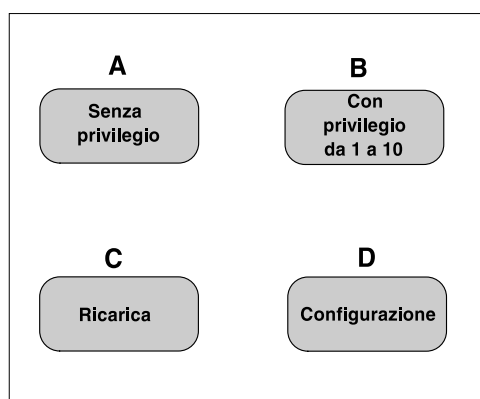 A
Senza
privilegio
B
Con
privilegio
da 1 a 10
C
Ricarica
D
Configurazione